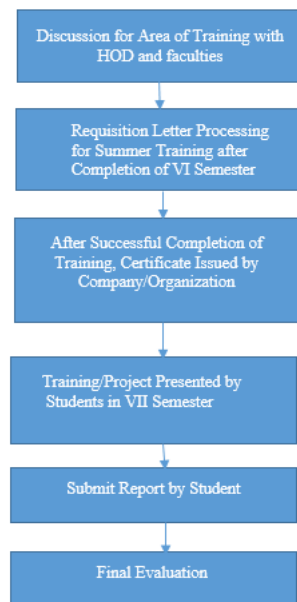 Discussion for Area of Training with
HOD and faculties
Requisition Letter Processing
for Summer Training after
Completion of VI Semester
After Successful Completion of
Training, Certificate Issued by
Company/Organization
Training/Project Presented by
Students in VII Semester
Submit Report by Student
Final Evaluation